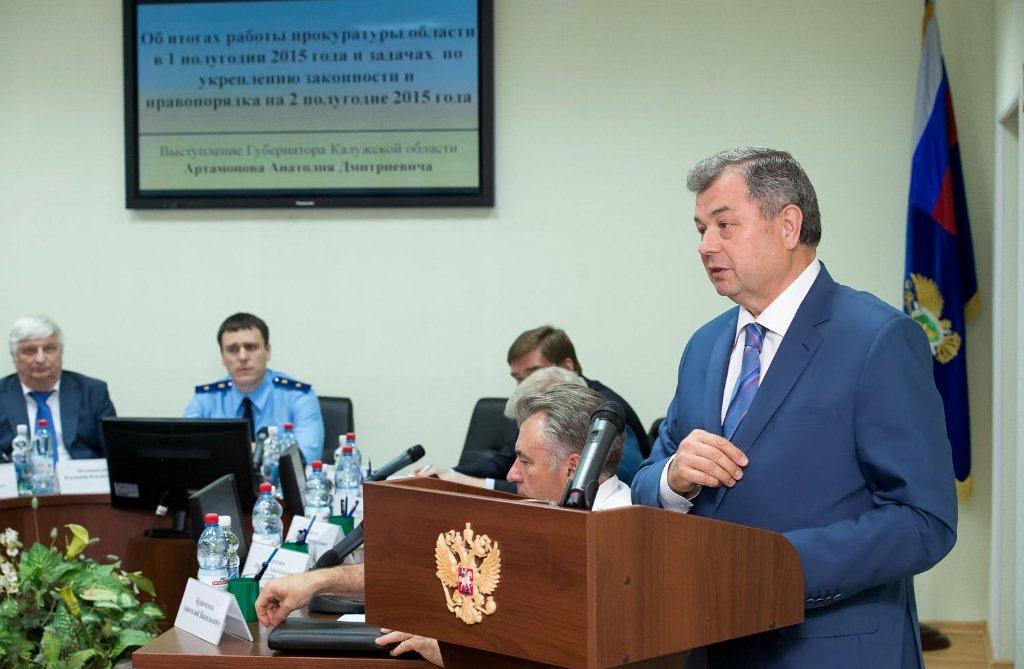 Об итогах работы прокуратуры области
в 1 полугодии 2015 года и задачах по
укреплению законности и
правопорядка на 2 полугодие 2015 года
Выступление Губернатора Калужской области
Артамонова Анатолия Дмитриевича
Panasonic